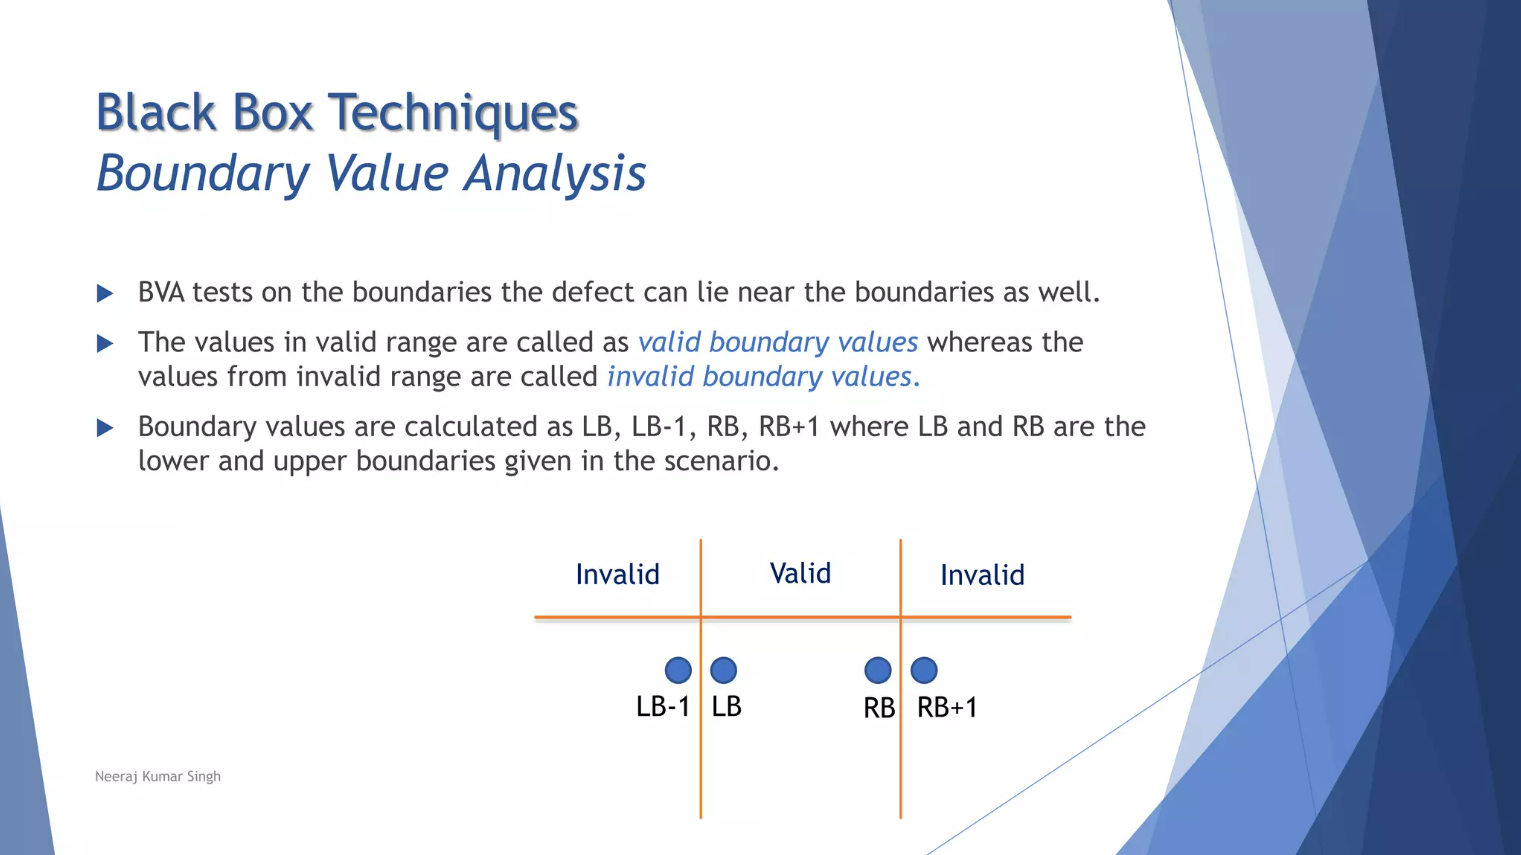 Black Box Techniques
Boundary Value Analysis
BVA tests on the boundaries the defect can lie near the boundaries as well.
The values in valid range are called as valid boundary values whereas the
values from invalid range are called invalid boundary values.
Boundary values are calculated as LB, LB-1, RB, RB+1 where LB and RB are the
lower and upper boundaries given in the scenario.
Invalid Valid Invalid
LB-1 LB RB RB+1
Neeraj Kumar Singh